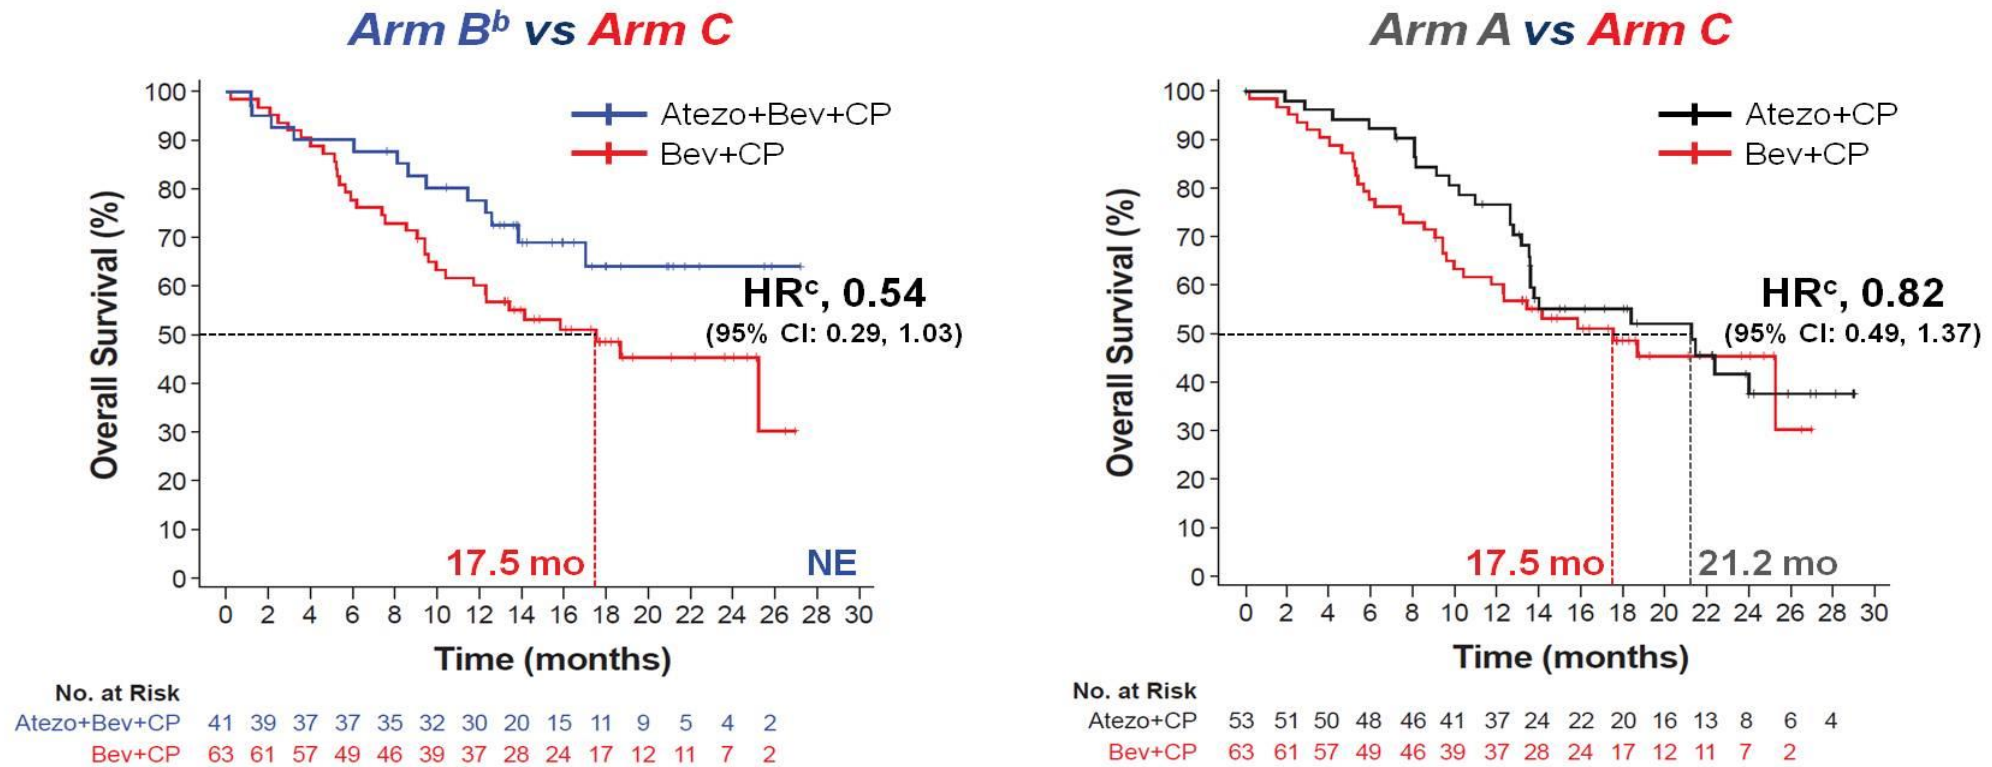 Arm Bᵇ vs Arm C
Atezo+Bev+CP
Bev+CP
Overall Survival (%)
100
90
80
70
60
50
40
30
20
10
0
HRᶜ, 0.54
(95% CI: 0.29, 1.03)
17.5 mo
NE
0 2 4 6 8 10 12 14 16 18 20 22 24 26 28 30
Time (months)
No. at Risk
Atezo+Bev+CP 41 39 37 37 35 32 30 20 15 11 9 5 4 2
Bev+CP 63 61 57 49 46 39 37 28 24 17 12 11 7 2
Arm A vs Arm C
Atezo+CP
Bev+CP
Overall Survival (%)
100
90
80
70
60
50
40
30
20
10
0
HRᶜ, 0.82
(95% CI: 0.49, 1.37)
17.5 mo
21.2 mo
0 2 4 6 8 10 12 14 16 18 20 22 24 26 28 30
Time (months)
No. at Risk
Atezo+CP 53 51 50 48 46 41 37 24 22 20 16 13 8 6 4
Bev+CP 63 61 57 49 46 39 37 28 24 17 12 11 7 2